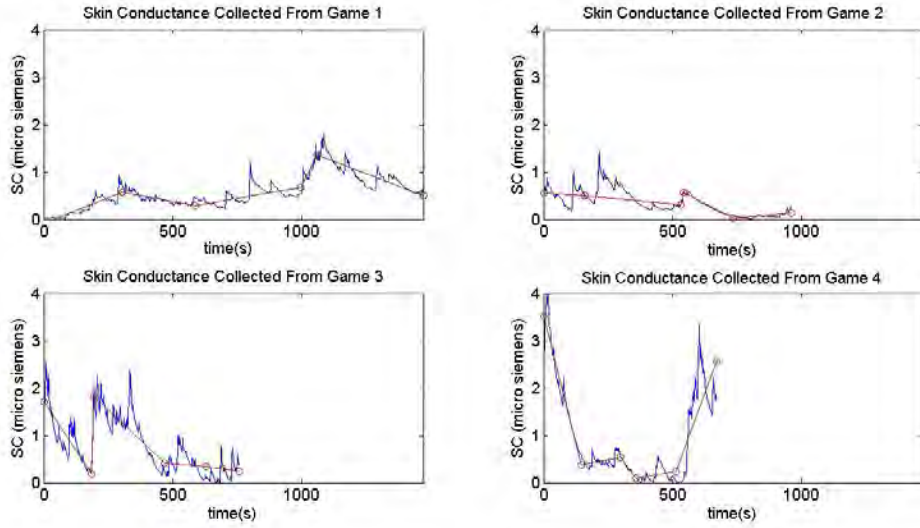 Skin Conductance Collected From Game 1
4
3
2
1
0
SC (micro siemens)
0
500
1000
time(s)
Skin Conductance Collected From Game 2
4
3
2
1
0
SC (micro siemens)
0
500
1000
time(s)
Skin Conductance Collected From Game 3
4
3
2
1
0
SC (micro siemens)
0
500
1000
time(s)
Skin Conductance Collected From Game 4
4
3
2
1
0
SC (micro siemens)
0
500
1000
time(s)